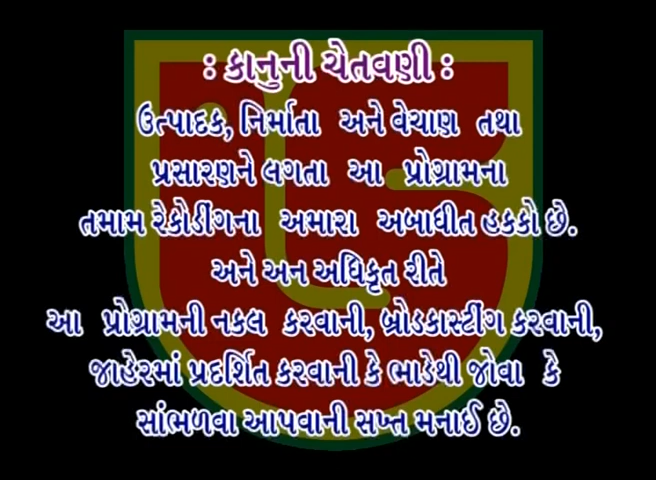 : કાનુની ચેતવણી :
ઉત્પાદક, નિર્માતા અને વેચાણ તથા
પ્રસારણને લગતા આ પ્રોગ્રામના
તમામ રેકોર્ડીંગના અમારા અબાધીત હકકો છે.
અને અન અધિકૃત રીતે
આ પ્રોગ્રામની નકલ કરવાની, બ્રોડકાસ્ટીંગ કરવાની,
જાહેરમાં પ્રદર્શિત કરવાની કે ભાડેથી જોવા કે
સાંભળવા આપવાની સખ્ત મનાઈ છે.